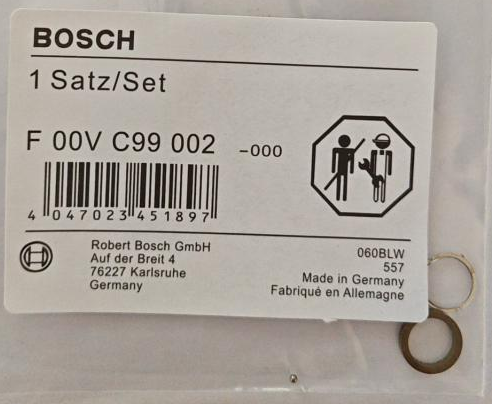 BOSCH
1 Satz/Set
F 00V C99 002 -000
4 047023 451897
Robert Bosch GmbH
Auf der Breit 4
76227 Karlsruhe
Germany
060BLW
557
Made in Germany
Fabriqué en Allemagne